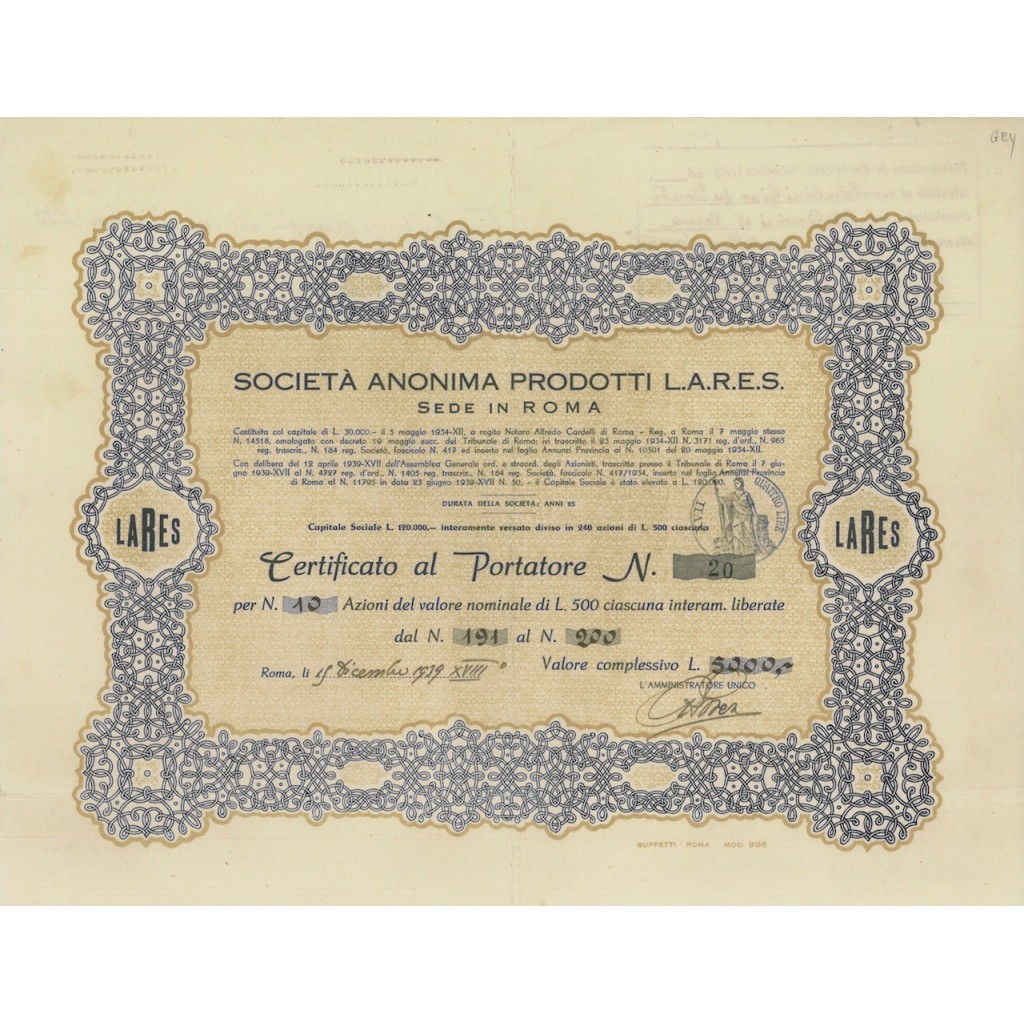 GEY
SOCIETÀ ANONIMA PRODOTTI L.A.R.E.S.
SEDE IN ROMA
Costituita col capitale di L. 30.000.- il 5 maggio 1934-XII, a rogito Notaro Alfredo Cardelli di Roma - Reg. a Roma il 7 maggio stesso
N. 14518, omologato con decreto 19 maggio succ. del Tribunale di Roma; ivi trascritto il 23 maggio 1934-XII N. 3171 reg. d'ord., N. 965
reg. trascriz., N. 184 reg. Società, fascicolo N. 417 ed inserto nel foglio Annunzi Provincia al N. 10501 del 20 maggio 1934-XII.
Con delibera del 12 aprile 1939-XVII dell'Assemblea Generale ord. e straord. degli Azionisti, trascritta presso il Tribunale di Roma il 7 giu-
gno 1939-XVII al N. 4727 reg. d'ord., N. 1405 reg. trascriz., N. 184 reg. Società, fascicolo N. 417/1934, inserto nel foglio Annunzi Provincia
di Roma al N. 11795 in data 23 giugno 1939-XVII N. 50, - il Capitale Sociale è stato elevato a L. 120.000.
DURATA DELLA SOCIETÀ: ANNI 25
QUATTRO LIRE
Capitale Sociale L. 120.000,- interamente versato diviso in 240 azioni di L. 500 ciascuna
LARES
LARES
Certificato al Portatore N. 20
per N. 10 Azioni del valore nominale di L. 500 ciascuna interam. liberate
dal N. 191 al N. 200
Valore complessivo L. 5000,-
Roma, li 15 Dicembre 1939 XVIII°
L'AMMINISTRATORE UNICO
BUFFETTI - ROMA MOD. 996